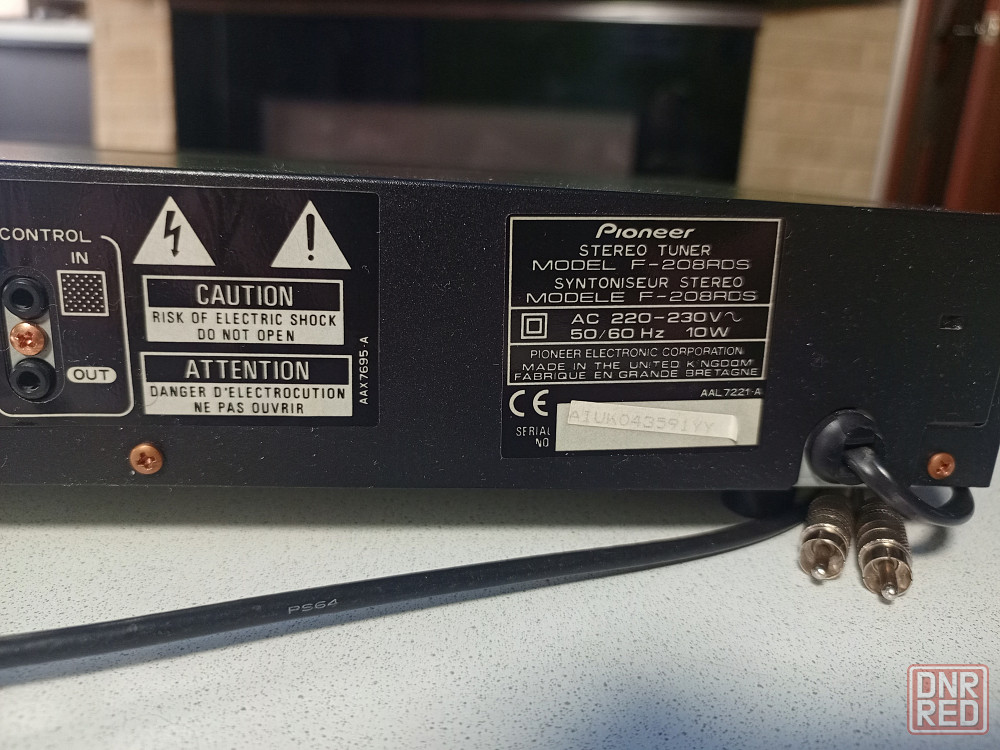 CONTROL
IN
OUT
CAUTION
RISK OF ELECTRIC SHOCK
DO NOT OPEN
ATTENTION
DANGER D'ELECTROCUTION
NE PAS OUVRIR
AAX7695-A
Pioneer
STEREO TUNER
MODEL F-208RDS
SYNTONISEUR STEREO
MODELE F-208RDS
AC 220-230V~
50/60 Hz 10W
PIONEER ELECTRONIC CORPORATION
MADE IN THE UNITED KINGDOM
FABRIQUE EN GRANDE BRETAGNE
AAL7221-A
CE
SERIAL
NO
AIUK043591YY
PS64
DNR
RED